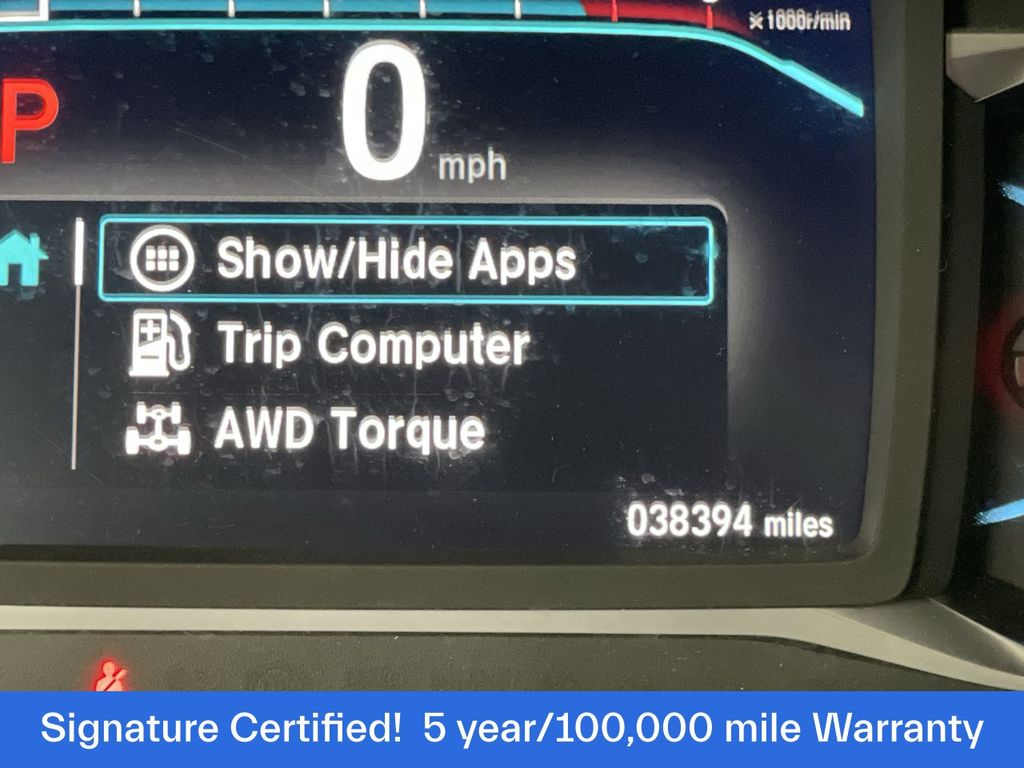 x 1000r/min
P
0 mph
Show/Hide Apps
Trip Computer
AWD Torque
038394 miles
Signature Certified! 5 year/100,000 mile Warranty